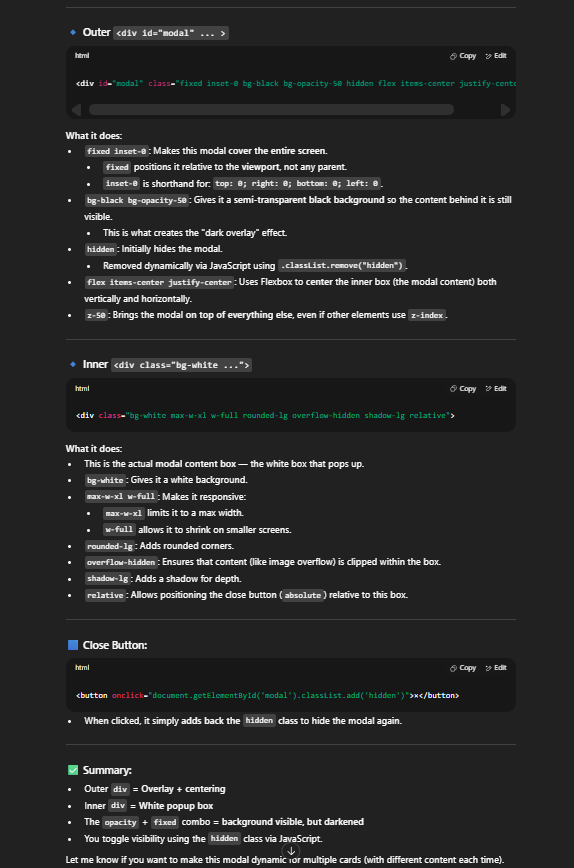 Outer <div id="modal" ... >
html
Copy
Edit
<div id="modal" class="fixed inset-0 bg-black bg-opacity-50 hidden flex items-center justify-cente
What it does:
fixed inset-0: Makes this modal cover the entire screen.
fixed positions it relative to the viewport, not any parent.
inset-0 is shorthand for: top: 0; right: 0; bottom: 0; left: 0.
bg-black bg-opacity-50: Gives it a semi-transparent black background so the content behind it is still
visible.
This is what creates the "dark overlay" effect.
hidden: Initially hides the modal.
Removed dynamically via JavaScript using .classList.remove("hidden").
flex items-center justify-center: Uses Flexbox to center the inner box (the modal content) both
vertically and horizontally.
z-50: Brings the modal on top of everything else, even if other elements use z-index.
Inner <div class="bg-white ...">
html
Copy
Edit
<div class="bg-white max-w-xl w-full rounded-lg overflow-hidden shadow-lg relative">
What it does:
This is the actual modal content box — the white box that pops up.
bg-white: Gives it a white background.
max-w-xl w-full: Makes it responsive:
max-w-xl limits it to a max width.
w-full allows it to shrink on smaller screens.
rounded-lg: Adds rounded corners.
overflow-hidden: Ensures that content (like image overflow) is clipped within the box.
shadow-lg: Adds a shadow for depth.
relative: Allows positioning the close button (absolute) relative to this box.
Close Button:
html
Copy
Edit
<button onclick="document.getElementById('modal').classList.add('hidden')">×</button>
When clicked, it simply adds back the hidden class to hide the modal again.
Summary:
Outer div = Overlay + centering
Inner div = White popup box
The opacity + fixed combo = background visible, but darkened
You toggle visibility using the hidden class via JavaScript.
Let me know if you want to make this modal dynamic for multiple cards (with different content each time).